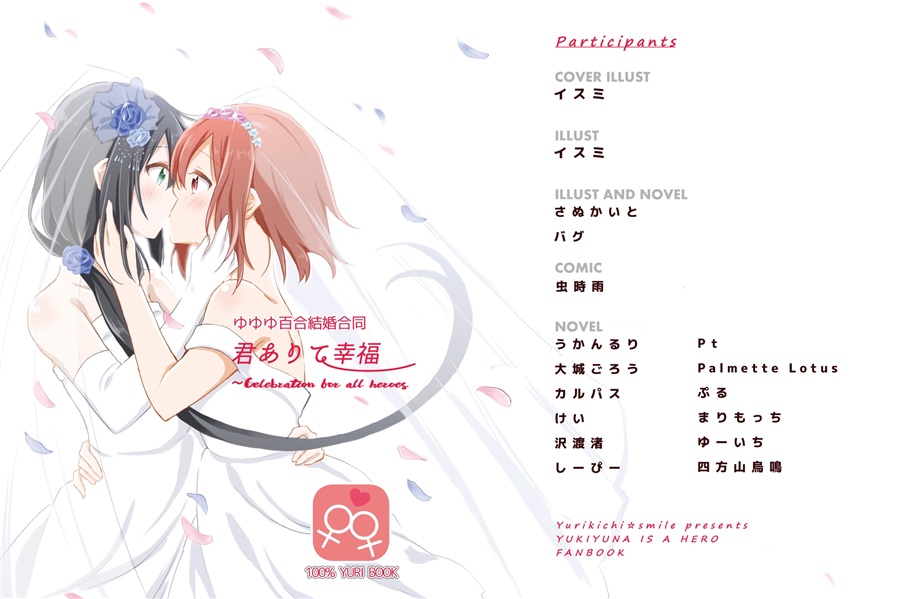 ゆゆゆ百合結婚合同
君ありて幸福
～Celebration for all heroes
100% YURI BOOK
Participants
COVER ILLUST
イスミ
ILLUST
イスミ
ILLUST AND NOVEL
さぬかいと
バグ
COMIC
虫時雨
NOVEL
うかんるり
大城ごろう
カルパス
けい
沢渡渚
しーぴー
Pt
Palmette Lotus
ぷる
まりもっち
ゆーいち
四方山烏鳴
Yurikichi☆smile presents
YUKIYUNA IS A HERO
FANBOOK